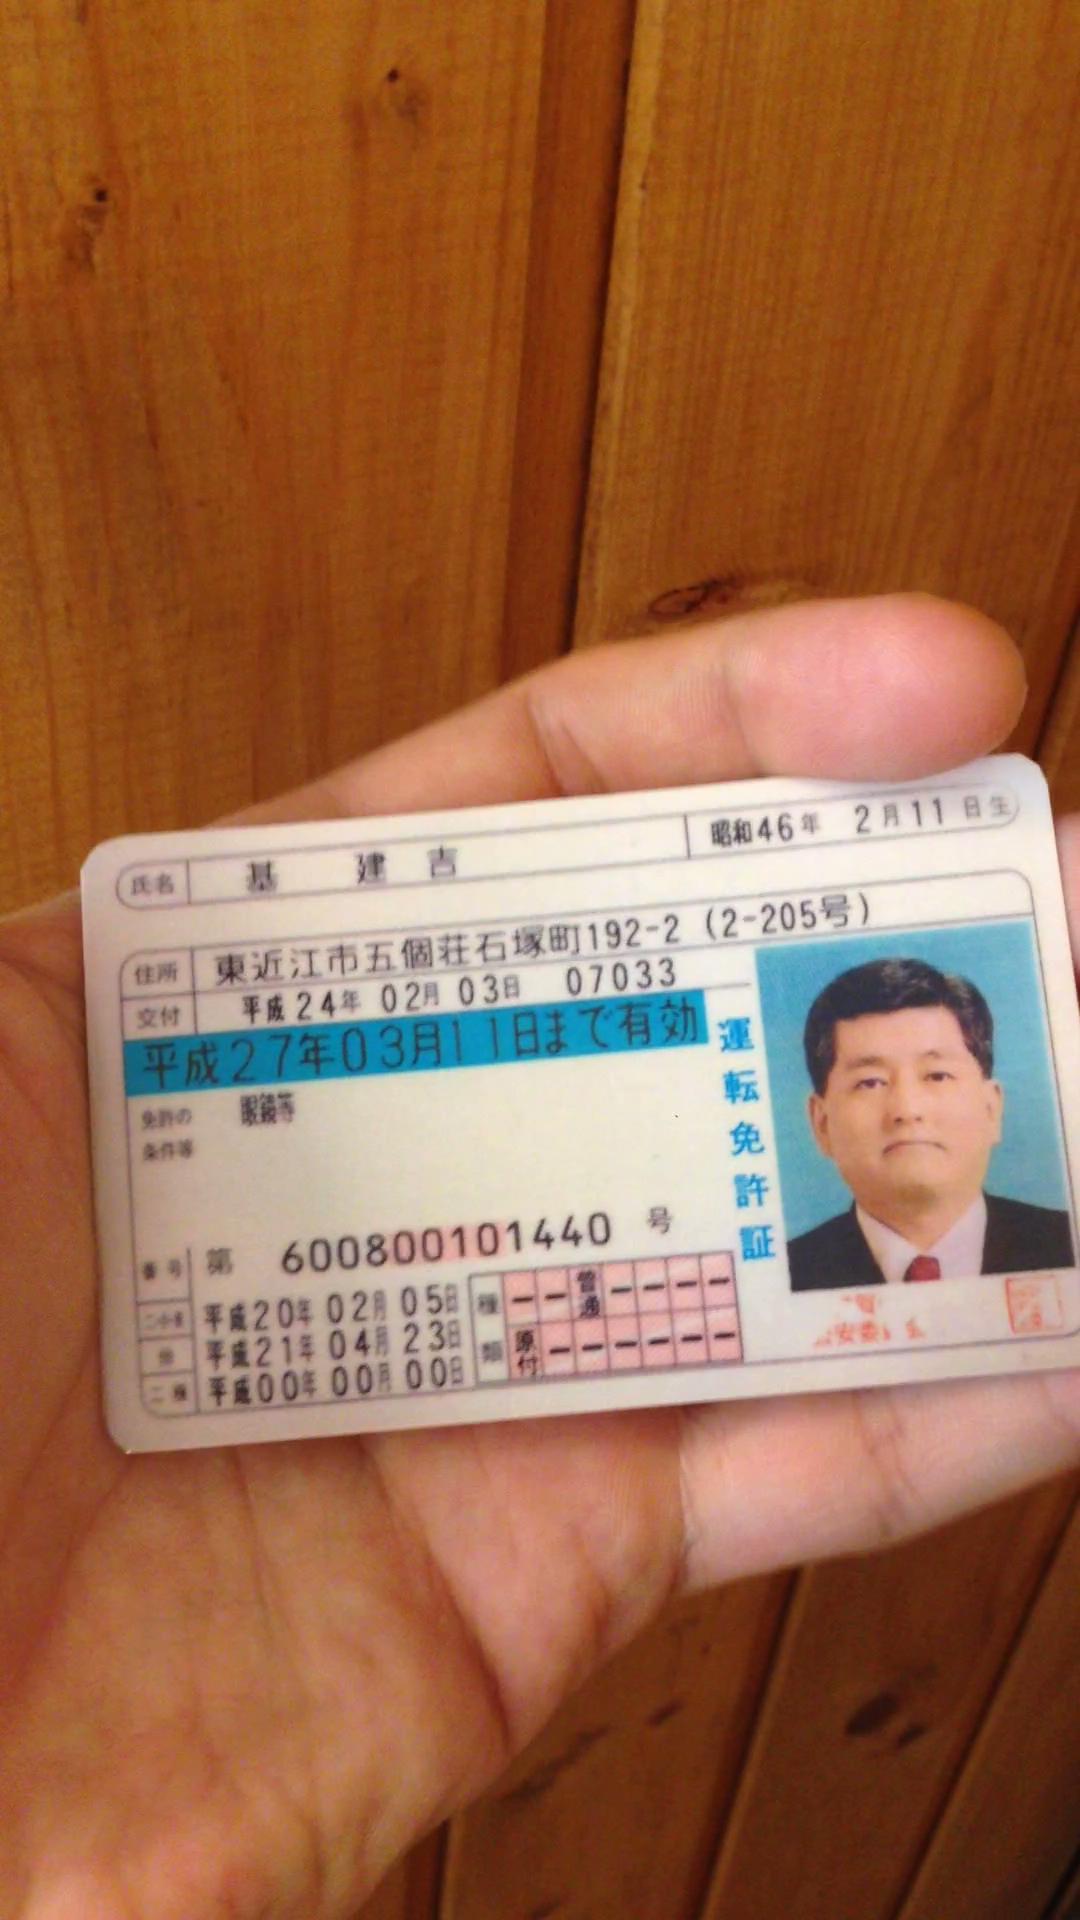 氏名 基 建 吉 昭和46年 2月11日生
住所 東近江市五個荘石塚町192-2 (2-205号)
交付 平成24年 02月 03日 07033
平成27年03月11日まで有効
免許の 眼鏡等
条件等
運転免許証
番号 第 600800101440 号
二小原 平成20年 02月 05日
他 平成21年 04月 23日
二種 平成00年 00月 00日
種類 普通
原付
安委 会